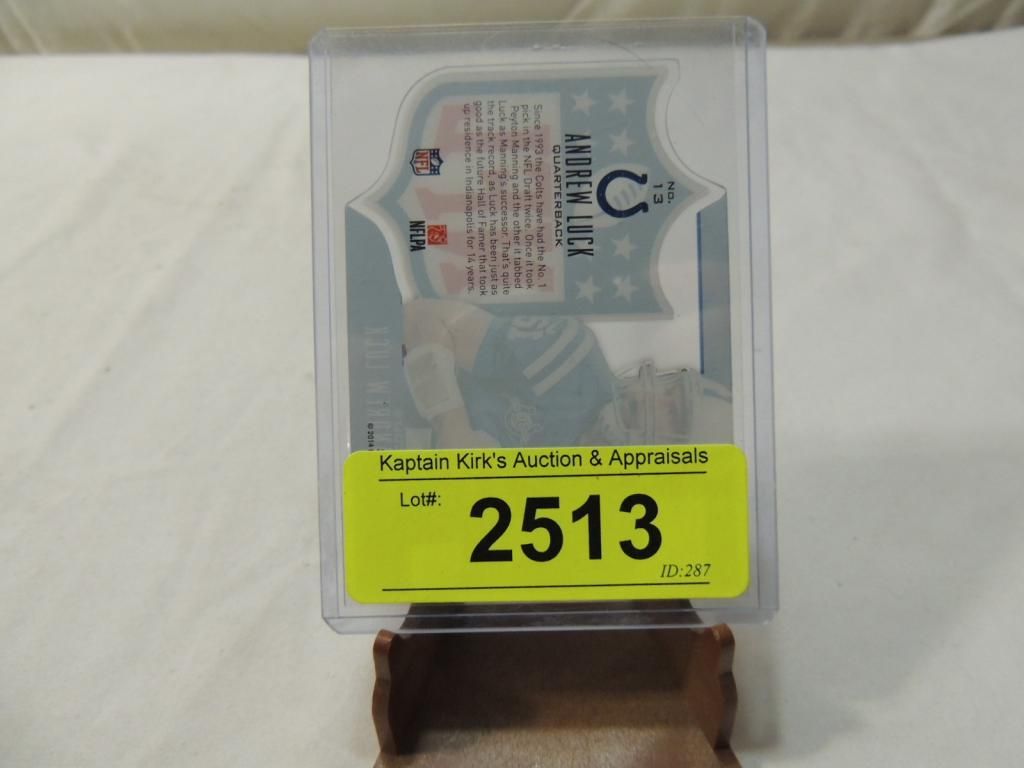 NO.
13
ANDREW LUCK
QUARTERBACK
Since 1993 the Colts have had the No. 1
pick in the NFL Draft twice. Once it took
Peyton Manning and the other it tabbed
Luck as Manning's successor. That's quite
the track record, as Luck has been just as
good as the future Hall of Famer that took
up residence in Indianapolis for 14 years.
NFL
NFLPA
© 2014
Kaptain Kirk's Auction & Appraisals
Lot#:
2513
ID:287